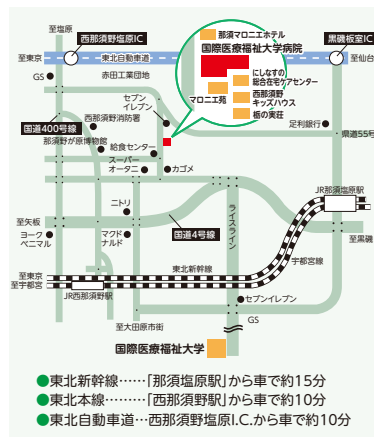 至塩原
西那須野塩原IC
那須マロニエホテル
国際医療福祉大学病院
黒磯板室IC
至東京
東北自動車道
至仙台
GS
赤田工業団地
にしなすの
総合在宅ケアセンター
マロニエ苑
西那須野
キッズハウス
栃の実荘
セブン
イレブン
国道400号線
西那須野消防署
那須野が原博物館
給食センター
足利銀行
県道55号
スーパー
オータニ
カゴメ
JR那須塩原駅
ニトリ
ライスライン
至矢板
ヨーク
ベニマル
マクド
ナルド
国道4号線
至黒磯
東北新幹線
宇都宮線
至東京
至宇都宮
JR西那須野駅
セブンイレブン
GS
至大田原市街
国際医療福祉大学
●東北新幹線……「那須塩原駅」から車で約15分
●東北本線………「西那須野駅」から車で約10分
●東北自動車道…西那須野塩原I.C.から車で約10分